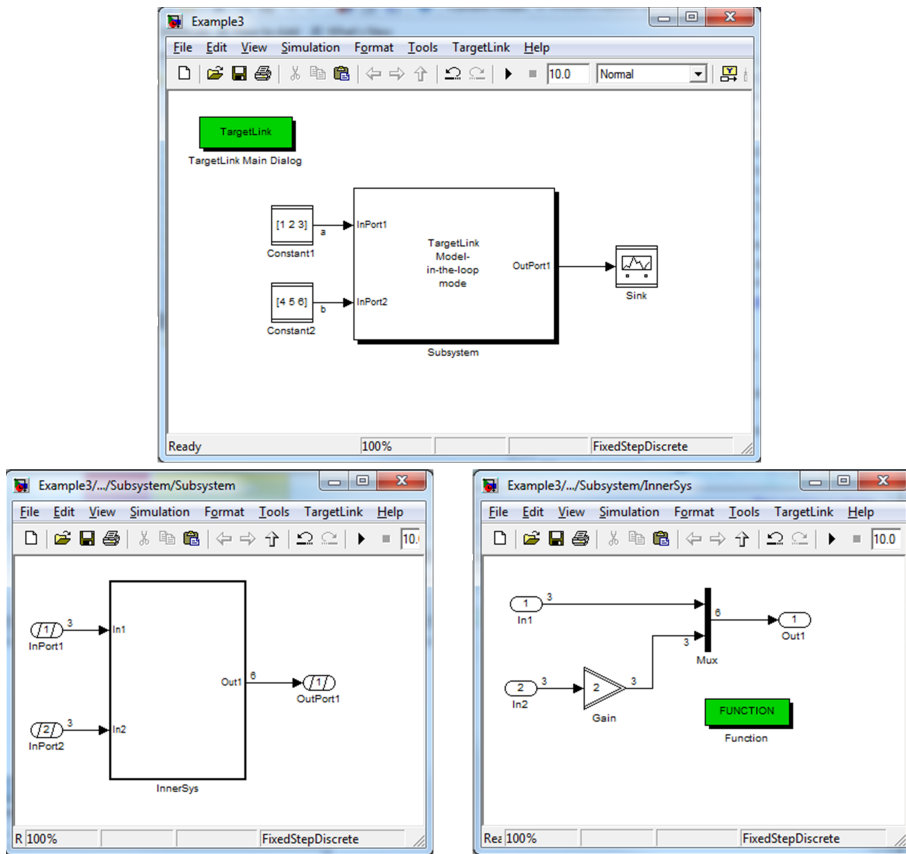 Example3
File Edit View Simulation Format Tools TargetLink Help
10.0 Normal
TargetLink
TargetLink Main Dialog
[1 2 3]
a
Constant1
[4 5 6]
b
Constant2
InPort1
InPort2
TargetLink
Model-
in-the-loop
mode
OutPort1
Subsystem
Sink
Ready 100% FixedStepDiscrete
Example3/.../Subsystem/Subsystem
File Edit View Simulation Format Tools TargetLink Help
10.
1
3
InPort1
2
3
InPort2
In1
In2
Out1
6
1
OutPort1
InnerSys
R 100% FixedStepDiscrete
Example3/.../Subsystem/InnerSys
File Edit View Simulation Format Tools TargetLink Help
10.0
1
3
In1
2
3
In2
2
3
Gain
3
6
Mux
1
Out1
FUNCTION
Function
Rea 100% FixedStepDiscrete